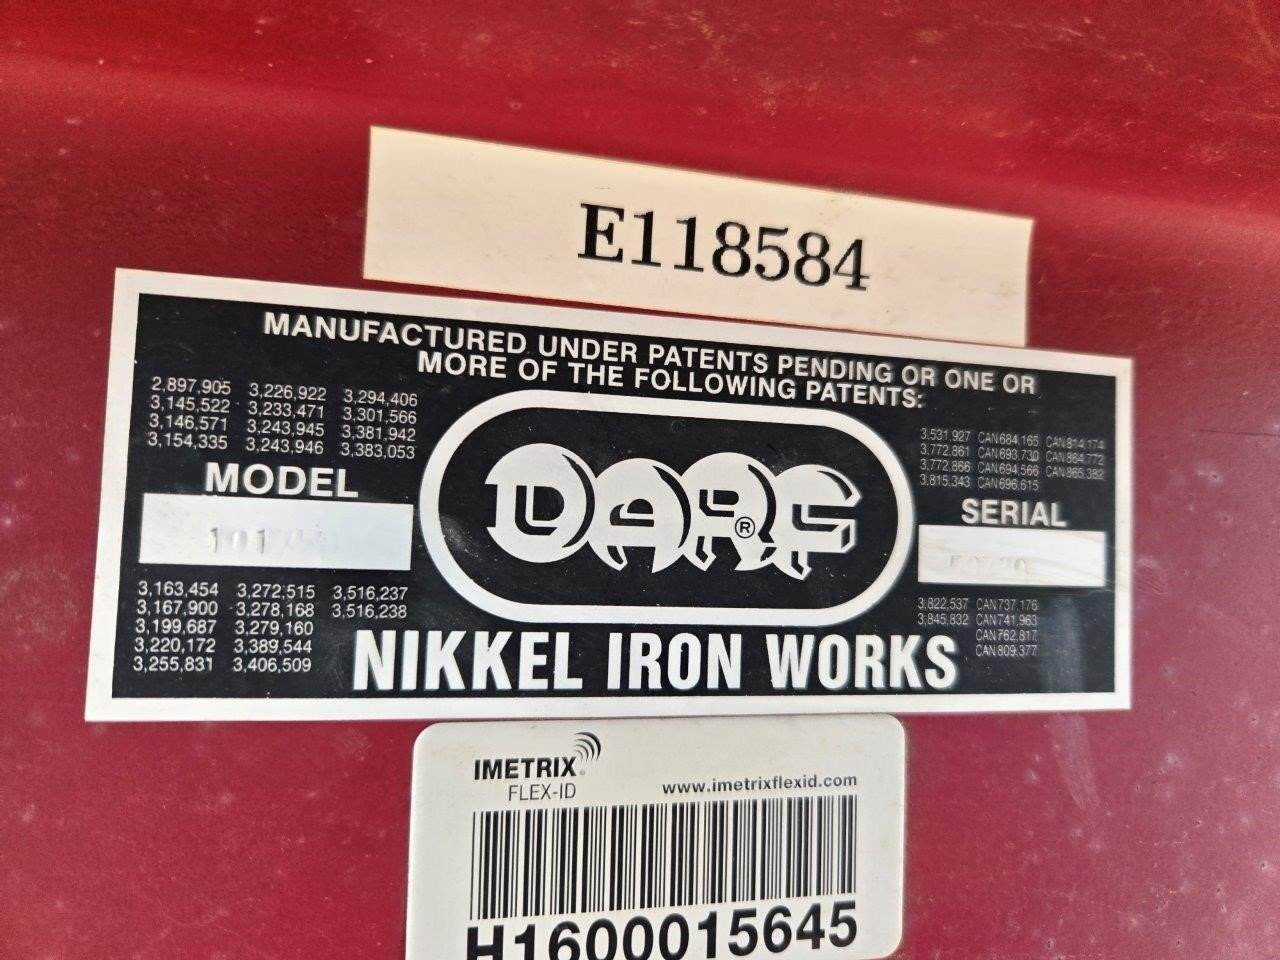 E118584
MANUFACTURED UNDER PATENTS PENDING OR ONE OR
MORE OF THE FOLLOWING PATENTS:
2,897,905 3,226,922 3,294,406
3,145,522 3,233,471 3,301,566
3,146,571 3,243,945 3,381,942
3,154,335 3,243,946 3,383,053
3,531,927 CAN684,165 CAN814,174
3,772,861 CAN693,730 CAN864,772
3,772,866 CAN694,566 CAN865,382
3,815,343 CAN696,615
MODEL
DARF ®
SERIAL
3,163,454 3,272,515 3,516,237
3,167,900 3,278,168 3,516,238
3,199,687 3,279,160
3,220,172 3,389,544
3,255,831 3,406,509
3,822,537 CAN737,176
3,845,832 CAN741,963
CAN762,817
CAN809,377
NIKKEL IRON WORKS
IMETRIX
FLEX-ID
www.imetrixflexid.com
H1600015645